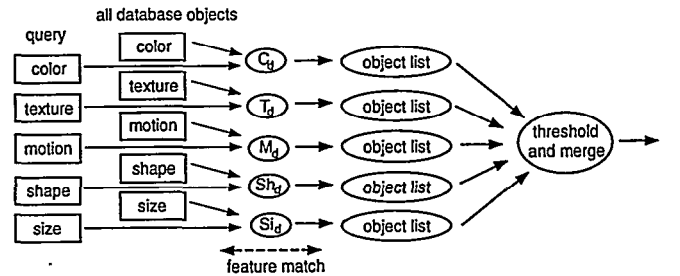 all database objects
query
color
color
C_d
object list
texture
texture
T_d
object list
motion
motion
M_d
object list
threshold
and merge
shape
shape
Sh_d
object list
size
size
Si_d
object list
feature match